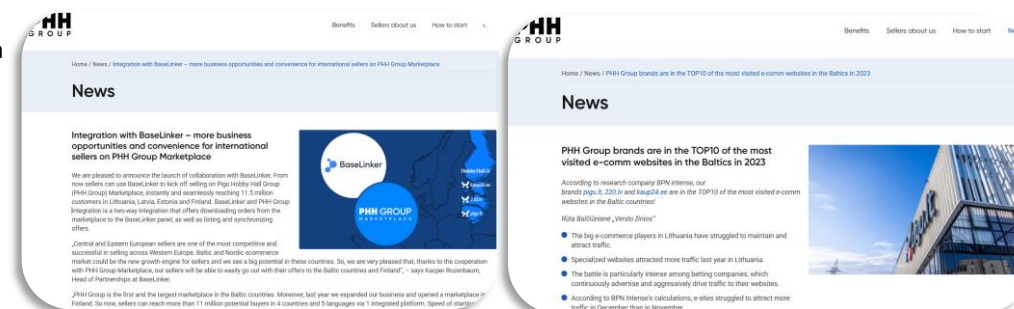 PHH
GROUP
Benefits Sellers about us How to start
Home / News / Integration with BaseLinker – more business opportunities and convenience for international sellers on PHH Group Marketplace
News
Integration with BaseLinker – more business
opportunities and convenience for international
sellers on PHH Group Marketplace
We are pleased to announce the launch of collaboration with BaseLinker. From
now sellers can use BaseLinker to kick off selling on Pigu Hobby Hall Group
(PHH Group) Marketplace, instantly and seamlessly reaching 11.5 million
customers in Lithuania, Latvia, Estonia and Finland. BaseLinker and PHH Group
integration is a two-way integration that offers downloading orders from the
marketplace to the BaseLinker panel, as well as listing and synchronizing
offers.
„Central and Eastern European sellers are one of the most competitive and
successful in selling across Western Europe. Baltic and Nordic ecommerce
market could be the new growth engine for sellers and we see a big potential in these countries. So, we are very pleased that, thanks to the cooperation
with PHH Group Marketplace, our sellers will be able to easily go out with their offers to the Baltic countries and Finland", – says Kacper Rozenbaum,
Head of Partnerships at BaseLinker.
„PHH Group is the first and the largest marketplace in the Baltic countries. Moreover, last year we expanded our business and opened a marketplace in
Finland. So now, sellers can reach more than 11 million potential buyers in 4 countries and 5 languages via 1 integrated platform. Speed of starting
BaseLinker
PHH GROUP
MARKETPLACE
Hobby Hall.fi
kaup24.ee
220.lv
pigu.lt
PHH
GROUP
Benefits Sellers about us How to start
Home / News / PHH Group brands are in the TOP10 of the most visited e-comm websites in the Baltics in 2023
News
PHH Group brands are in the TOP10 of the most
visited e-comm websites in the Baltics in 2023
According to research company BPN intense, our
brands pigu.lt, 220.lv and kaup24.ee are in the TOP10 of the most visited e-comm
websites in the Baltic countries!
Rūta Balčiūnienė „Verslo žinios"
The big e-commerce players in Lithuania have struggled to maintain and
attract traffic.
Specialized websites attracted more traffic last year in Lithuania.
The battle is particularly intense among betting companies, which
continuously advertise and aggressively drive traffic to their websites.
According to BPN Intense's calculations, e-sites struggled to attract more
traffic in December than in November.